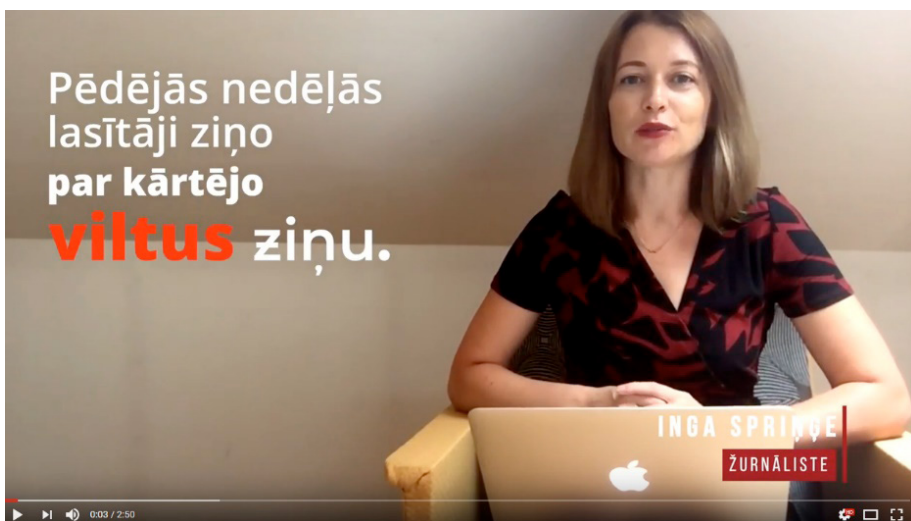 Pēdējās nedēļās
lasītāji ziņo
par kārtējo
viltus ziņu.
INGA SPRIŅĢE
ŽURNĀLISTE
0:03 / 2:50